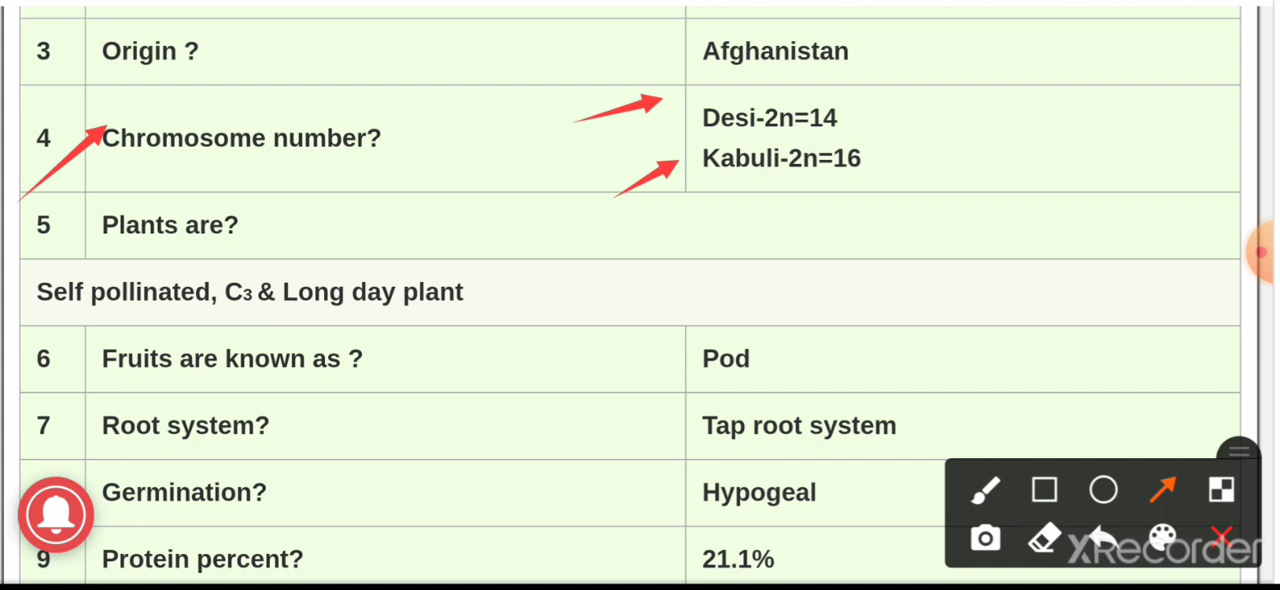 3 Origin ? Afghanistan
4 Chromosome number? Desi-2n=14
Kabuli-2n=16
5 Plants are?
Self pollinated, C₃ & Long day plant
6 Fruits are known as ? Pod
7 Root system? Tap root system
Germination? Hypogeal
9 Protein percent? 21.1%
XRecorder